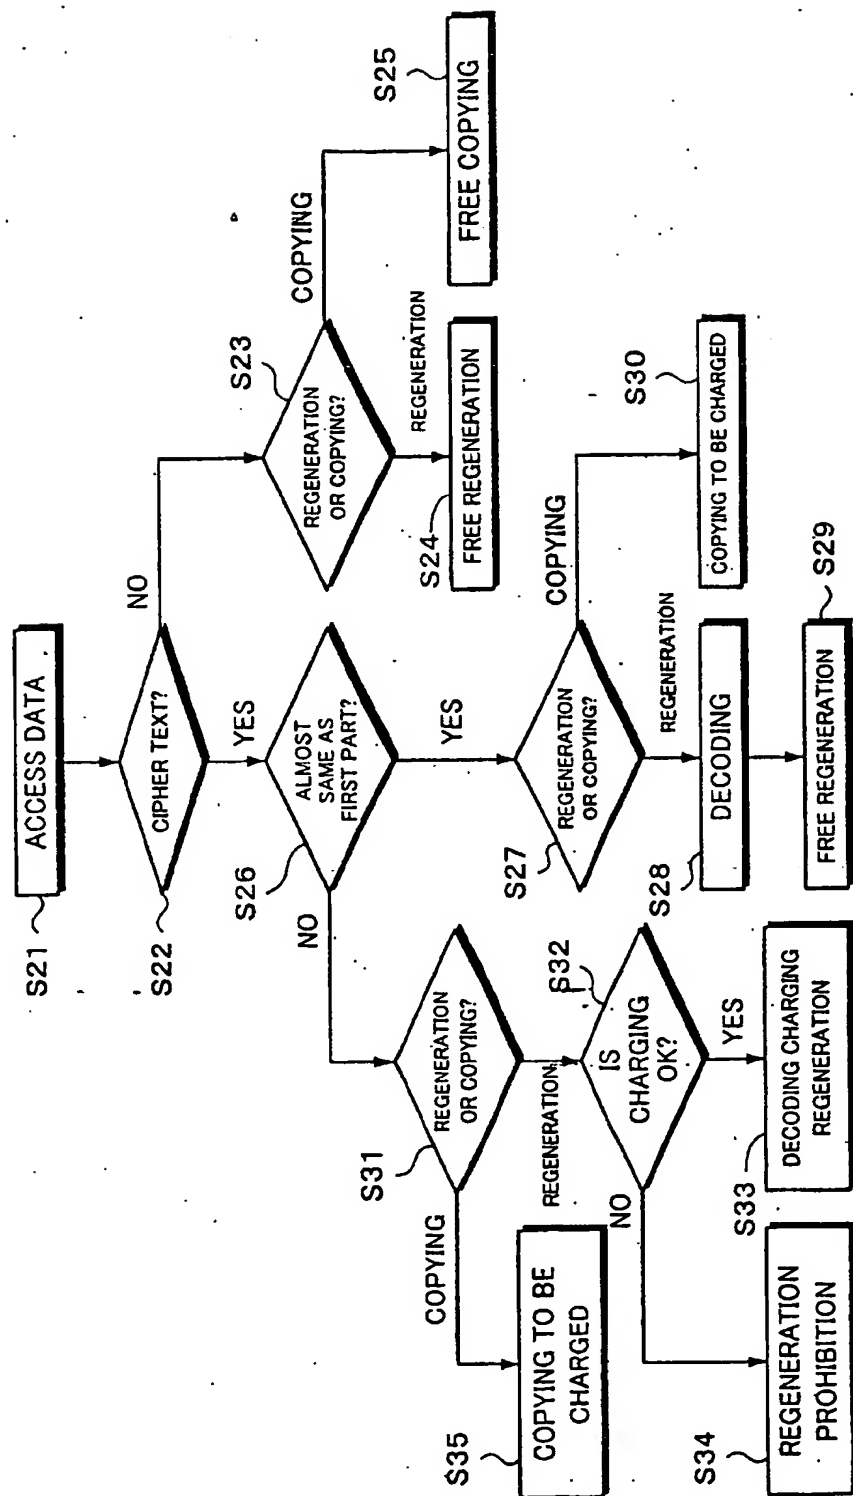 S21
ACCESS DATA
S22
CIPHER TEXT?
NO
YES
S23
REGENERATION
OR COPYING?
COPYING
REGENERATION
S24
FREE REGENERATION
S25
FREE COPYING
S26
ALMOST
SAME AS
FIRST PART?
NO
YES
S27
REGENERATION
OR COPYING?
COPYING
REGENERATION
S28
DECODING
S29
FREE REGENERATION
S30
COPYING TO BE CHARGED
S31
REGENERATION
OR COPYING?
COPYING
REGENERATION
S32
IS
CHARGING
OK?
NO
YES
S33
DECODING CHARGING
REGENERATION
S34
REGENERATION
PROHIBITION
S35
COPYING TO BE
CHARGED